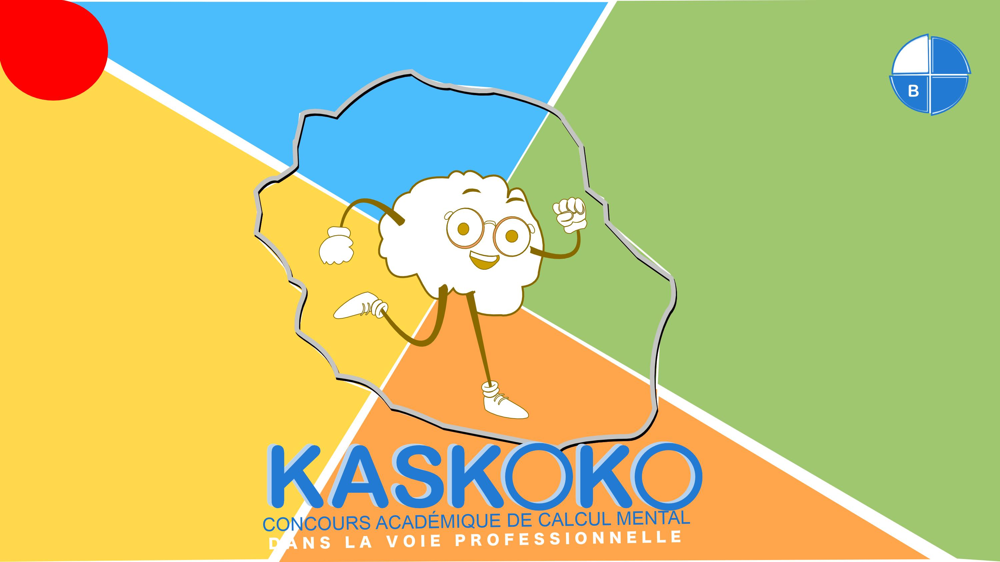 B
KASKOKO
CONCOURS ACADÉMIQUE DE CALCUL MENTAL
DANS LA VOIE PROFESSIONNELLE